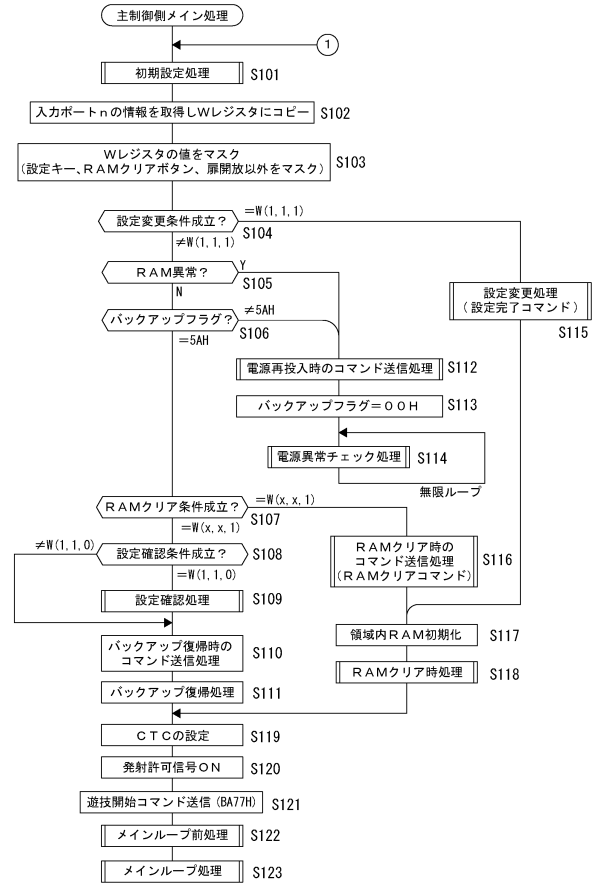 主制御側メイン処理
1
初期設定処理 S101
入力ポートnの情報を取得しWレジスタにコピー S102
Wレジスタの値をマスク
(設定キー、RAMクリアボタン、扉開放以外をマスク) S103
設定変更条件成立? =W(1,1,1)
S104
≠W(1,1,1)
RAM異常? Y
S105
N
設定変更処理
(設定完了コマンド)
S115
バックアップフラグ? ≠5AH
S106
=5AH
電源再投入時のコマンド送信処理 S112
バックアップフラグ=00H S113
電源異常チェック処理 S114
無限ループ
RAMクリア条件成立? =W(x,x,1)
S107
=W(x,x,1)
≠W(1,1,0)
設定確認条件成立? S108
=W(1,1,0)
RAMクリア時の
コマンド送信処理
(RAMクリアコマンド)
S116
設定確認処理 S109
領域内RAM初期化 S117
バックアップ復帰時の
コマンド送信処理
S110
RAMクリア時処理 S118
バックアップ復帰処理 S111
CTCの設定 S119
発射許可信号ON S120
遊技開始コマンド送信(BA77H) S121
メインループ前処理 S122
メインループ処理 S123